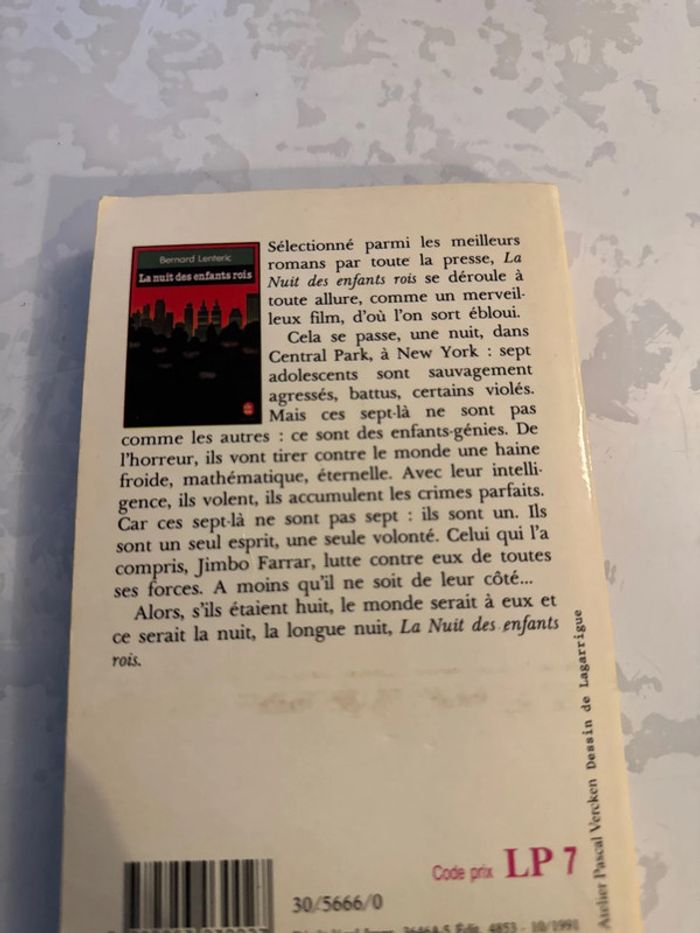 Bernard Lenteric
La nuit des enfants rois
Sélectionné parmi les meilleurs
romans par toute la presse, La
Nuit des enfants rois se déroule à
toute allure, comme un merveil-
leux film, d'où l'on sort ébloui.
Cela se passe, une nuit, dans
Central Park, à New York : sept
adolescents sont sauvagement
agressés, battus, certains violés.
Mais ces sept-là ne sont pas
comme les autres : ce sont des enfants-génies. De
l'horreur, ils vont tirer contre le monde une haine
froide, mathématique, éternelle. Avec leur intelli-
gence, ils volent, ils accumulent les crimes parfaits.
Car ces sept-là ne sont pas sept : ils sont un. Ils
sont un seul esprit, une seule volonté. Celui qui l'a
compris, Jimbo Farrar, lutte contre eux de toutes
ses forces. A moins qu'il ne soit de leur côté...
Alors, s'ils étaient huit, le monde serait à eux et
ce serait la nuit, la longue nuit, La Nuit des enfants
rois.
Atelier Pascal Vercken Dessin de Lagarrigue
Code prix LP 7
30/5666/0
Édit. 4853 - 10/1991